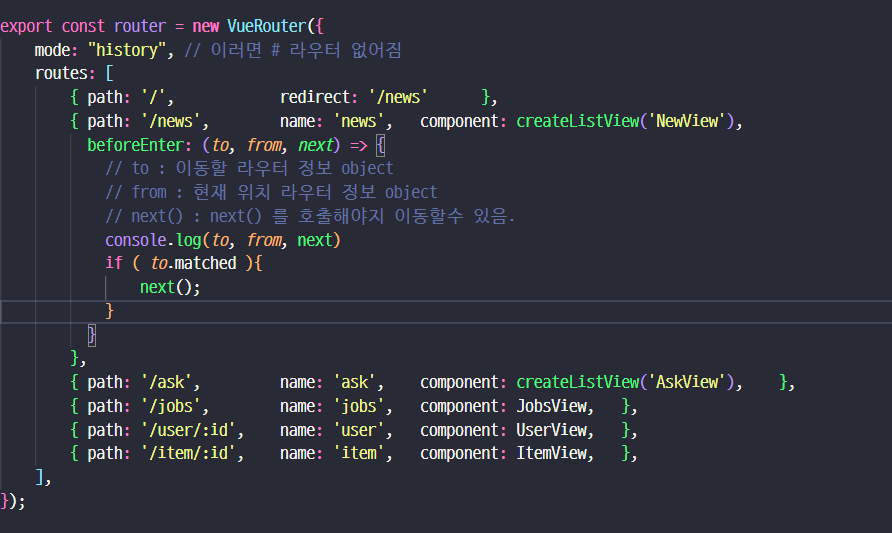 export const router = new VueRouter({
    mode: "history", // 이러면 # 라우터 없어짐
    routes: [
        { path: '/',            redirect: '/news'      },
        { path: '/news',        name: 'news',   component: createListView('NewView'),
          beforeEnter: (to, from, next) => {
            // to : 이동할 라우터 정보 object
            // from : 현재 위치 라우터 정보 object
            // next() : next() 를 호출해야지 이동할수 있음.
            console.log(to, from, next)
            if ( to.matched ){
                next();
            }
          }
        },
        { path: '/ask',         name: 'ask',    component: createListView('AskView'),    },
        { path: '/jobs',        name: 'jobs',   component: JobsView,   },
        { path: '/user/:id',    name: 'user',   component: UserView,   },
        { path: '/item/:id',    name: 'item',   component: ItemView,   },
    ],
});